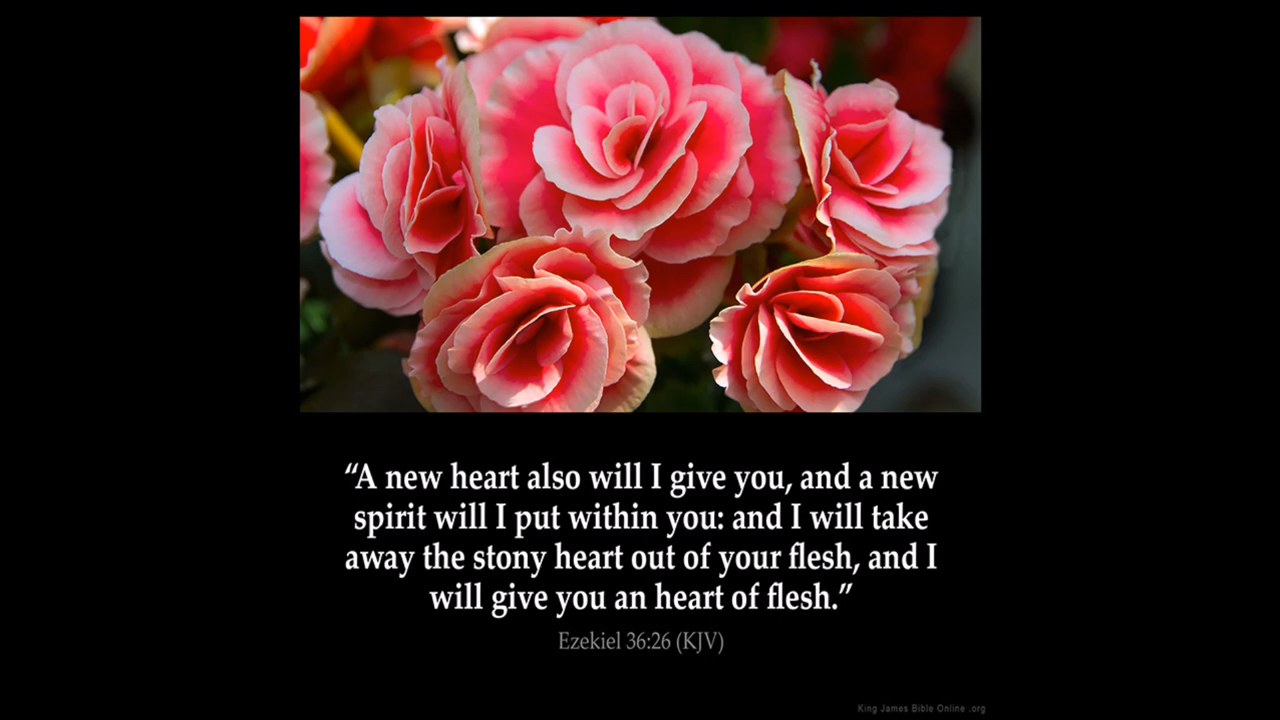 “A new heart also will I give you, and a new
spirit will I put within you: and I will take
away the stony heart out of your flesh, and I
will give you an heart of flesh.”
Ezekiel 36:26 (KJV)
King James Bible Online .org